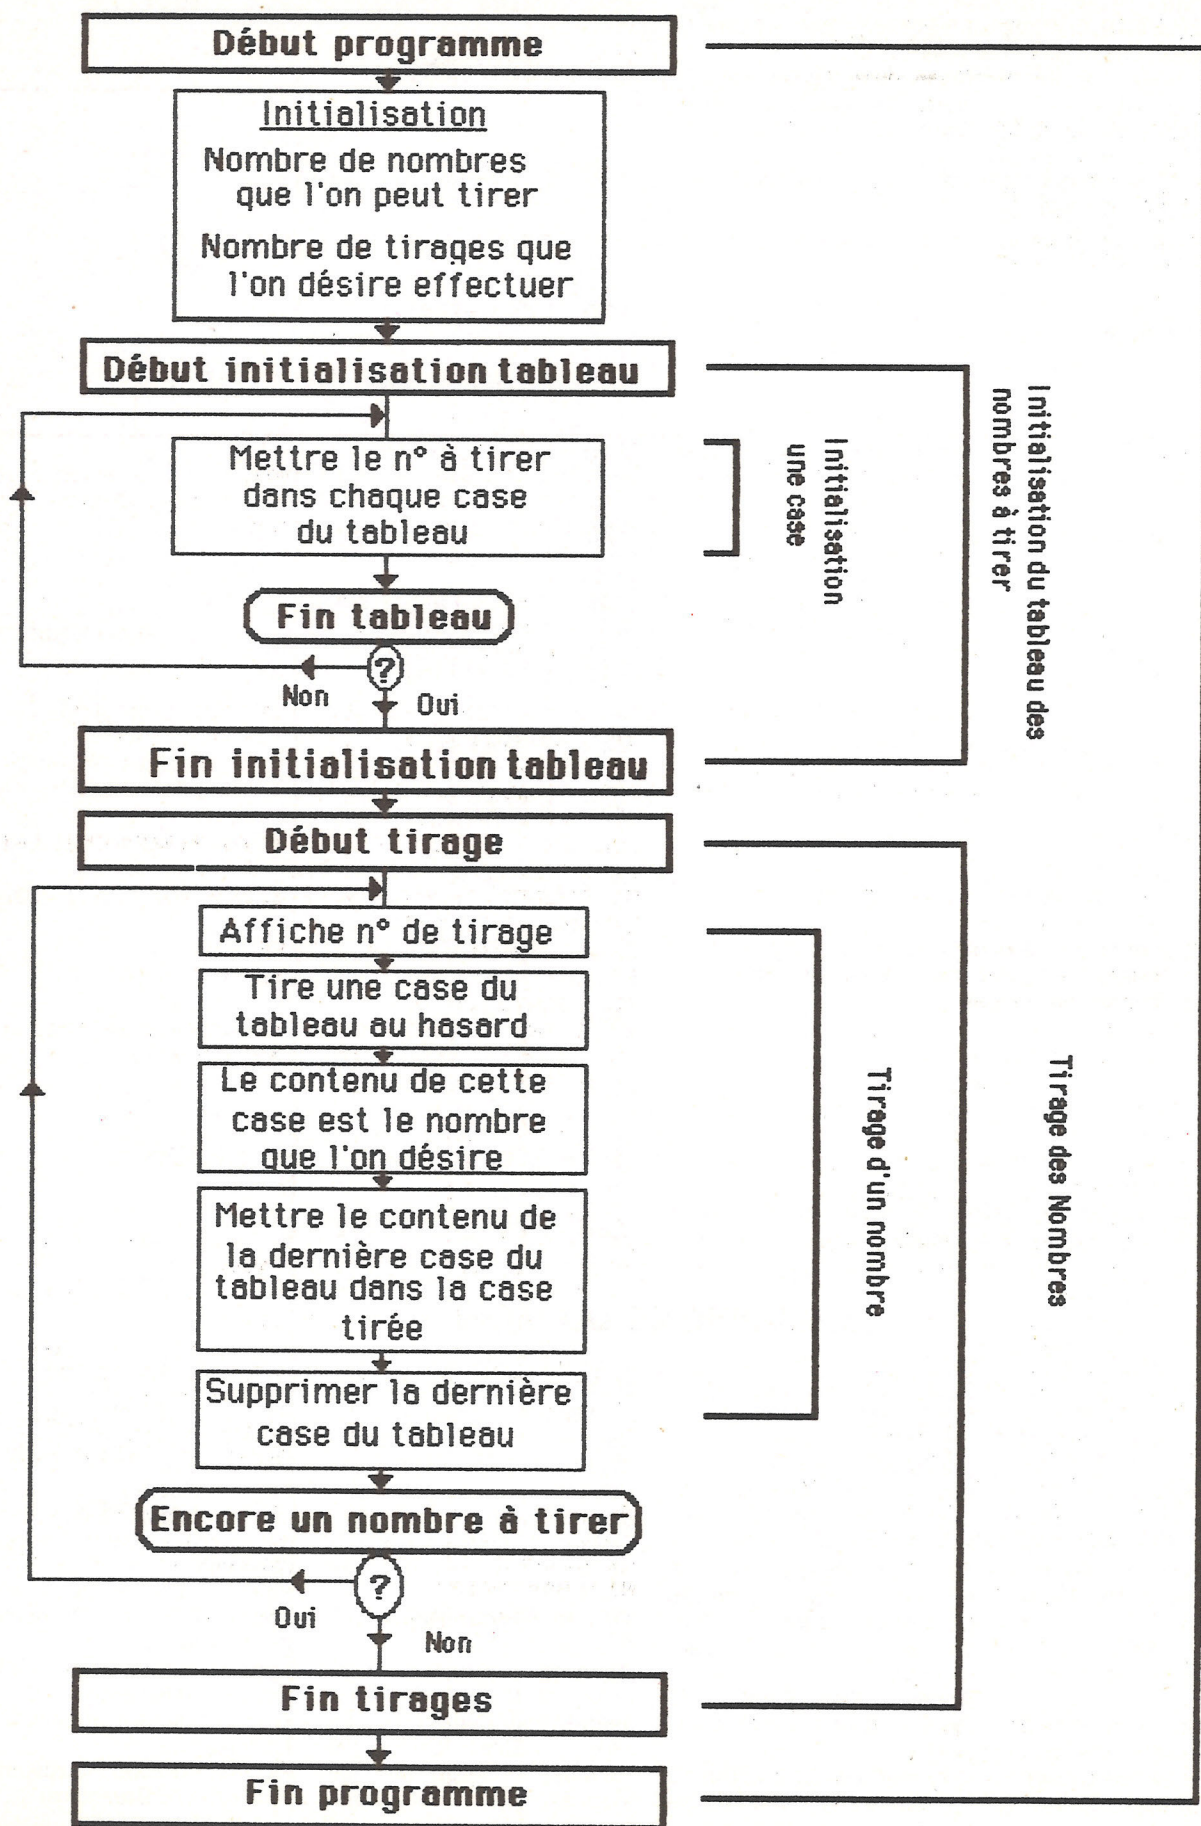 Début programme
Initialisation
Nombre de nombres
que l'on peut tirer
Nombre de tirages que
l'on désire effectuer
Début initialisation tableau
Mettre le n° à tirer
dans chaque case
du tableau
Initialisation
une case
Initialisation du tableau des
nombres à tirer
Fin tableau
?
Non
Oui
Fin initialisation tableau
Début tirage
Affiche n° de tirage
Tire une case du
tableau au hasard
Le contenu de cette
case est le nombre
que l'on désire
Mettre le contenu de
la dernière case du
tableau dans la case
tirée
Supprimer la dernière
case du tableau
Tirage d'un nombre
Tirage des Nombres
Encore un nombre à tirer
?
Oui
Non
Fin tirages
Fin programme